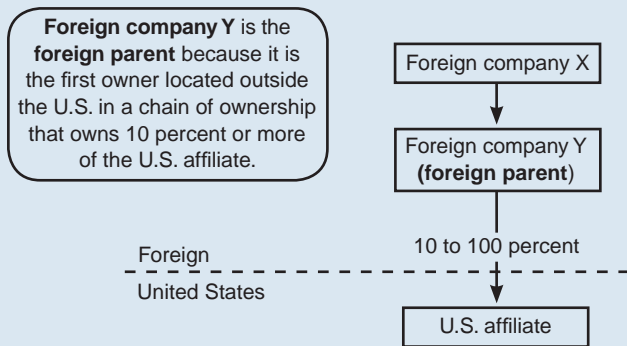 Foreign company Y is the
foreign parent because it is
the first owner located outside
the U.S. in a chain of ownership
that owns 10 percent or more
of the U.S. affiliate.
Foreign company X
Foreign company Y
(foreign parent)
10 to 100 percent
Foreign
United States
U.S. affiliate